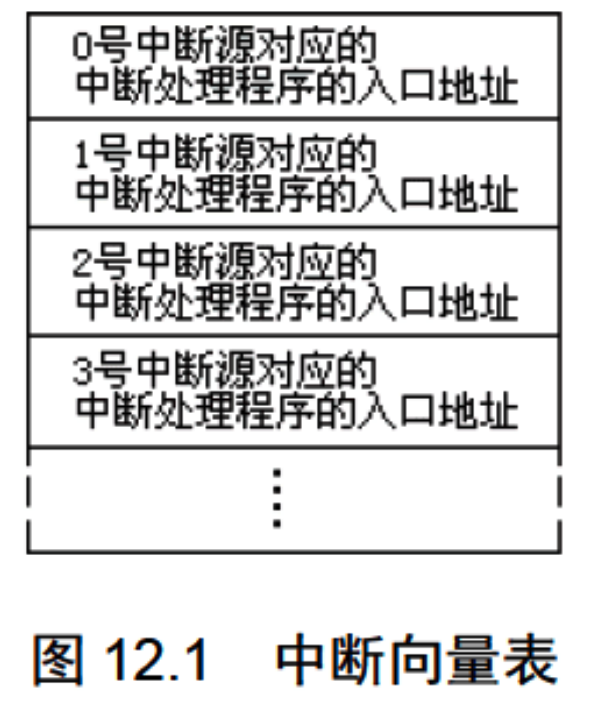 0号中断源对应的
中断处理程序的入口地址
1号中断源对应的
中断处理程序的入口地址
2号中断源对应的
中断处理程序的入口地址
3号中断源对应的
中断处理程序的入口地址
⋮
图 12.1 中断向量表